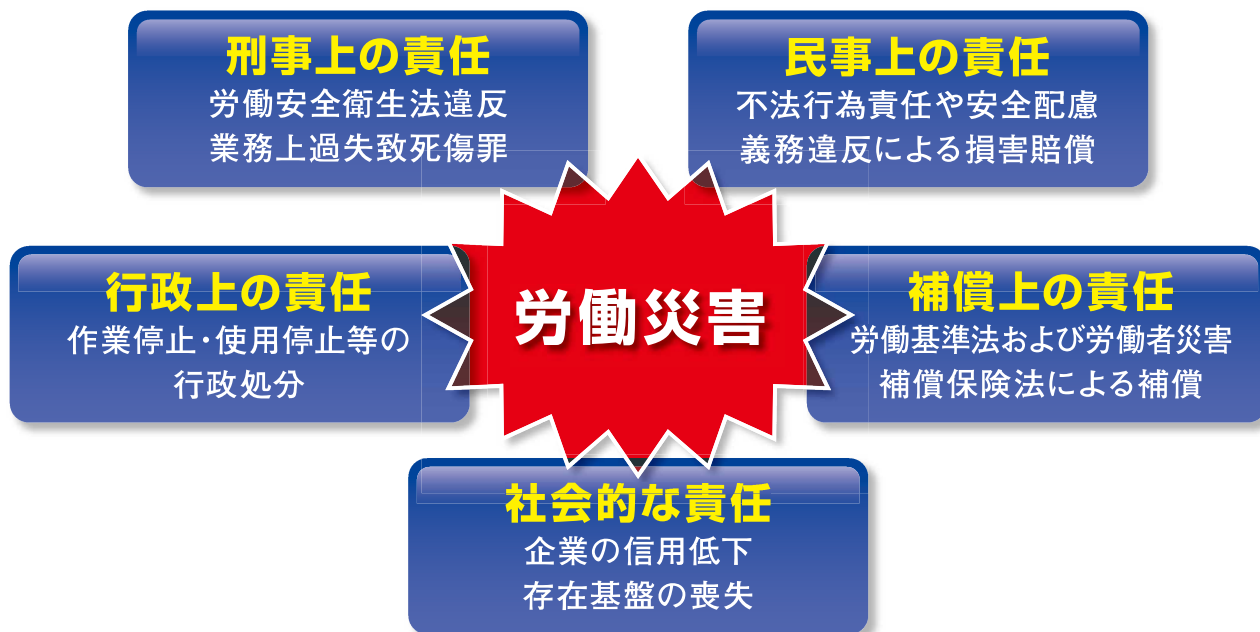 刑事上の責任
労働安全衛生法違反
業務上過失致死傷罪
民事上の責任
不法行為責任や安全配慮
義務違反による損害賠償
行政上の責任
作業停止・使用停止等の
行政処分
労働災害
補償上の責任
労働基準法および労働者災害
補償保険法による補償
社会的な責任
企業の信用低下
存在基盤の喪失